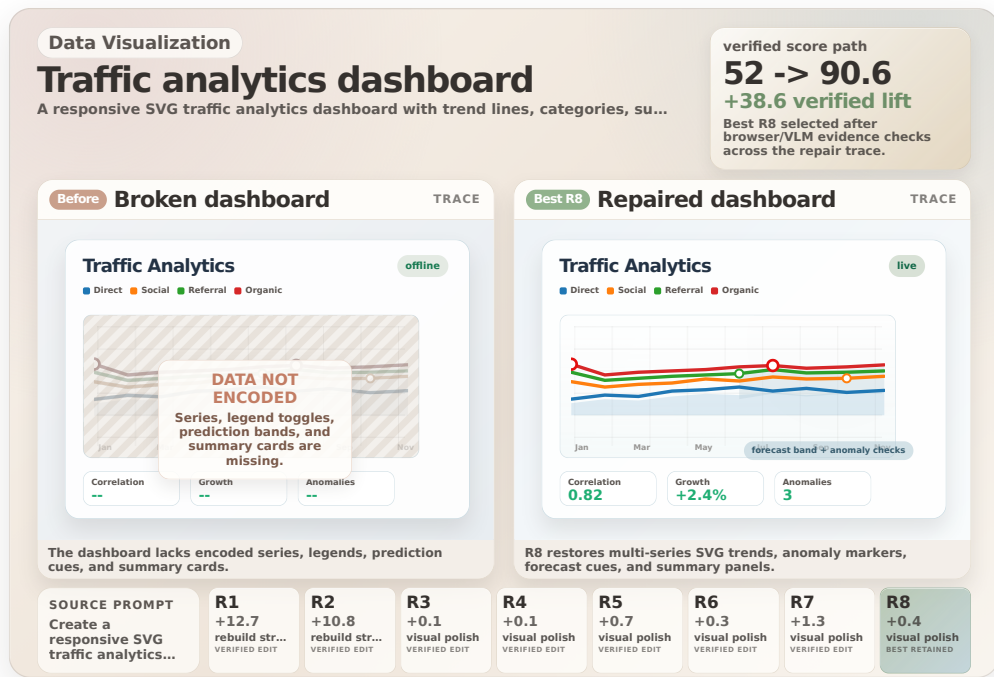 Data Visualization
Traffic analytics dashboard
A responsive SVG traffic analytics dashboard with trend lines, categories, su...
verified score path
52 -> 90.6
+38.6 verified lift
Best R8 selected after
browser/VLM evidence checks
across the repair trace.
Before
Broken dashboard
TRACE
Traffic Analytics
offline
Direct
Social
Referral
Organic
DATA NOT
ENCODED
Series, legend toggles,
prediction bands, and
summary cards are
missing.
Jan
Nov
Correlation
--
Growth
--
Anomalies
--
The dashboard lacks encoded series, legends, prediction
cues, and summary cards.
Best R8
Repaired dashboard
TRACE
Traffic Analytics
live
Direct
Social
Referral
Organic
Jan
Mar
May
Jul
Sep
Nov
forecast band + anomaly checks
Correlation
0.82
Growth
+2.4%
Anomalies
3
R8 restores multi-series SVG trends, anomaly markers,
forecast cues, and summary panels.
SOURCE PROMPT
Create a
responsive SVG
traffic analytics...
R1
+12.7
rebuild str...
VERIFIED EDIT
R2
+10.8
rebuild str...
VERIFIED EDIT
R3
+0.1
visual polish
VERIFIED EDIT
R4
+0.1
visual polish
VERIFIED EDIT
R5
+0.7
visual polish
VERIFIED EDIT
R6
+0.3
visual polish
VERIFIED EDIT
R7
+1.3
visual polish
VERIFIED EDIT
R8
+0.4
visual polish
BEST RETAINED